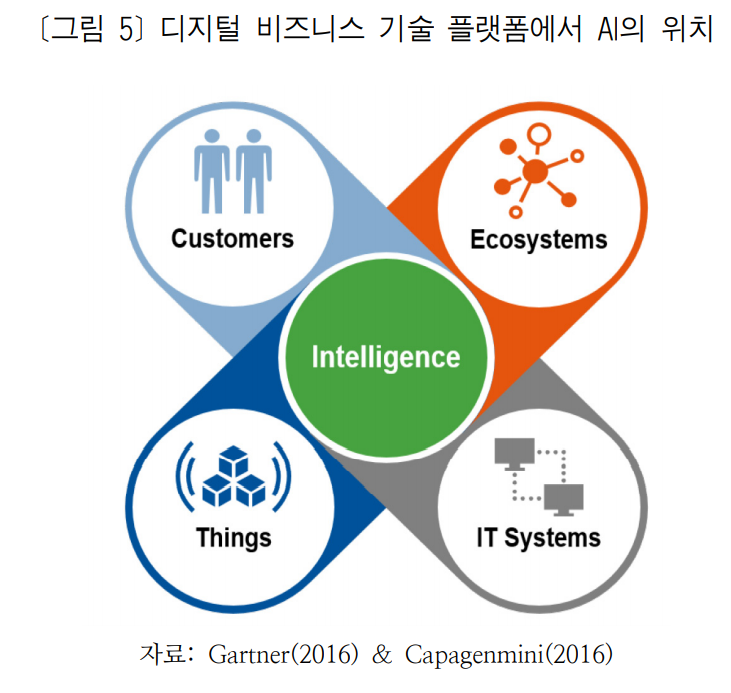 〔그림 5〕 디지털 비즈니스 기술 플랫폼에서 AI의 위치
Customers
Ecosystems
Intelligence
Things
IT Systems
자료: Gartner(2016) & Capagenmini(2016)